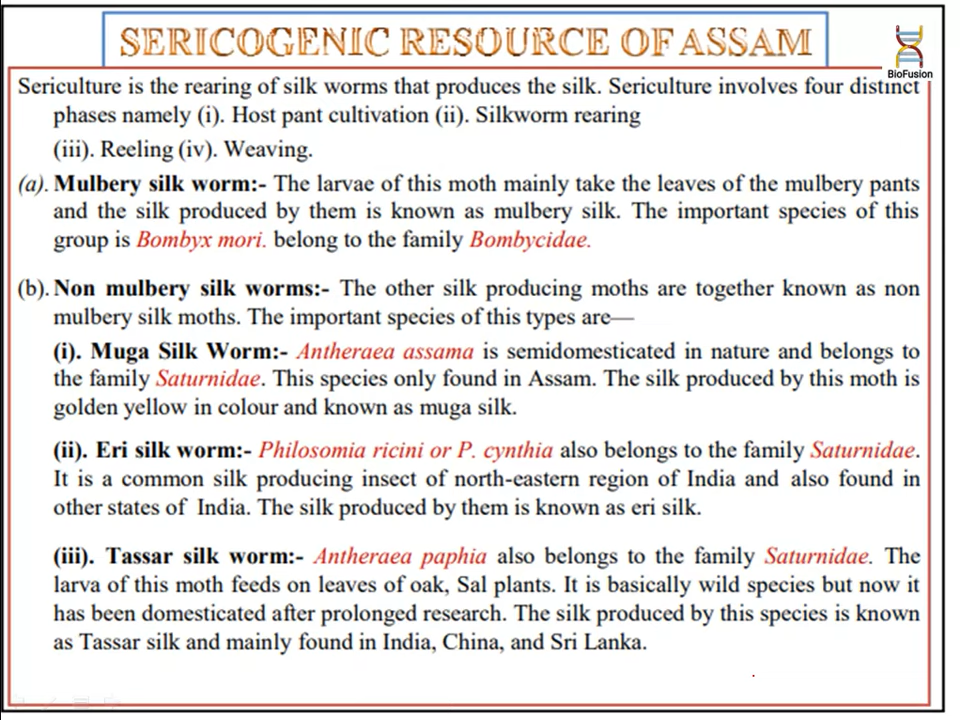 SERICOGENIC RESOURCE OF ASSAM
BioFusion
Sericulture is the rearing of silk worms that produces the silk. Sericulture involves four distinct
phases namely (i). Host pant cultivation (ii). Silkworm rearing
(iii). Reeling (iv). Weaving.
(a). Mulbery silk worm:- The larvae of this moth mainly take the leaves of the mulbery pants
and the silk produced by them is known as mulbery silk. The important species of this
group is Bombyx mori. belong to the family Bombycidae.
(b). Non mulbery silk worms:- The other silk producing moths are together known as non
mulbery silk moths. The important species of this types are—
(i). Muga Silk Worm:- Antheraea assama is semidomesticated in nature and belongs to
the family Saturnidae. This species only found in Assam. The silk produced by this moth is
golden yellow in colour and known as muga silk.
(ii). Eri silk worm:- Philosomia ricini or P. cynthia also belongs to the family Saturnidae.
It is a common silk producing insect of north-eastern region of India and also found in
other states of India. The silk produced by them is known as eri silk.
(iii). Tassar silk worm:- Antheraea paphia also belongs to the family Saturnidae. The
larva of this moth feeds on leaves of oak, Sal plants. It is basically wild species but now it
has been domesticated after prolonged research. The silk produced by this species is known
as Tassar silk and mainly found in India, China, and Sri Lanka.